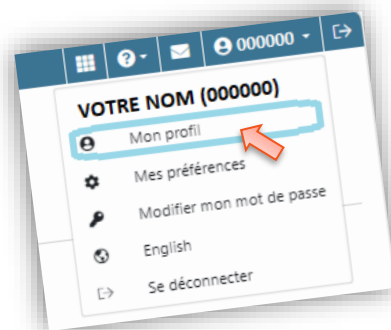 000000
VOTRE NOM (000000)
Mon profil
Mes préférences
Modifier mon mot de passe
English
Se déconnecter